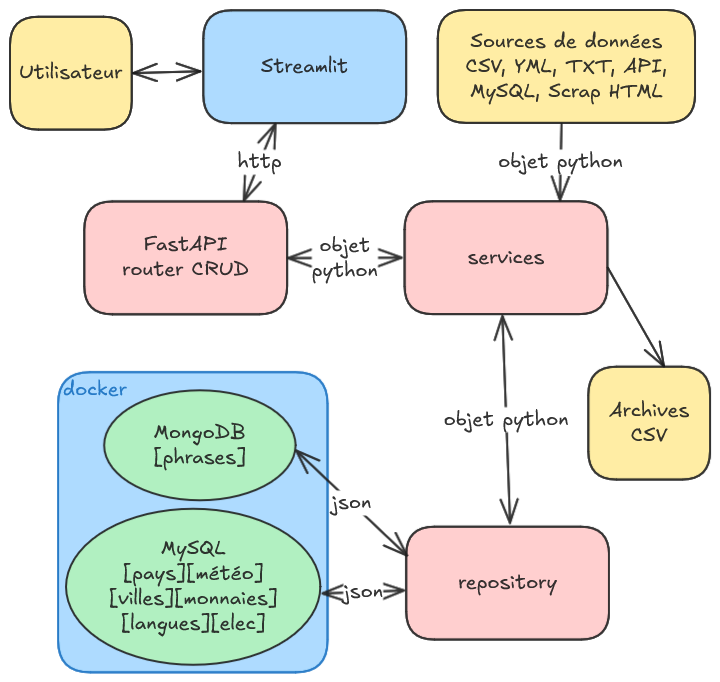 Utilisateur
Streamlit
Sources de données
CSV, YML, TXT, API,
MySQL, Scrap HTML
http
objet python
FastAPI
router CRUD
objet
python
services
docker
MongoDB
[phrases]
objet python
Archives
CSV
json
MySQL
[pays][météo]
[villes][monnaies]
[langues][elec]
json
repository